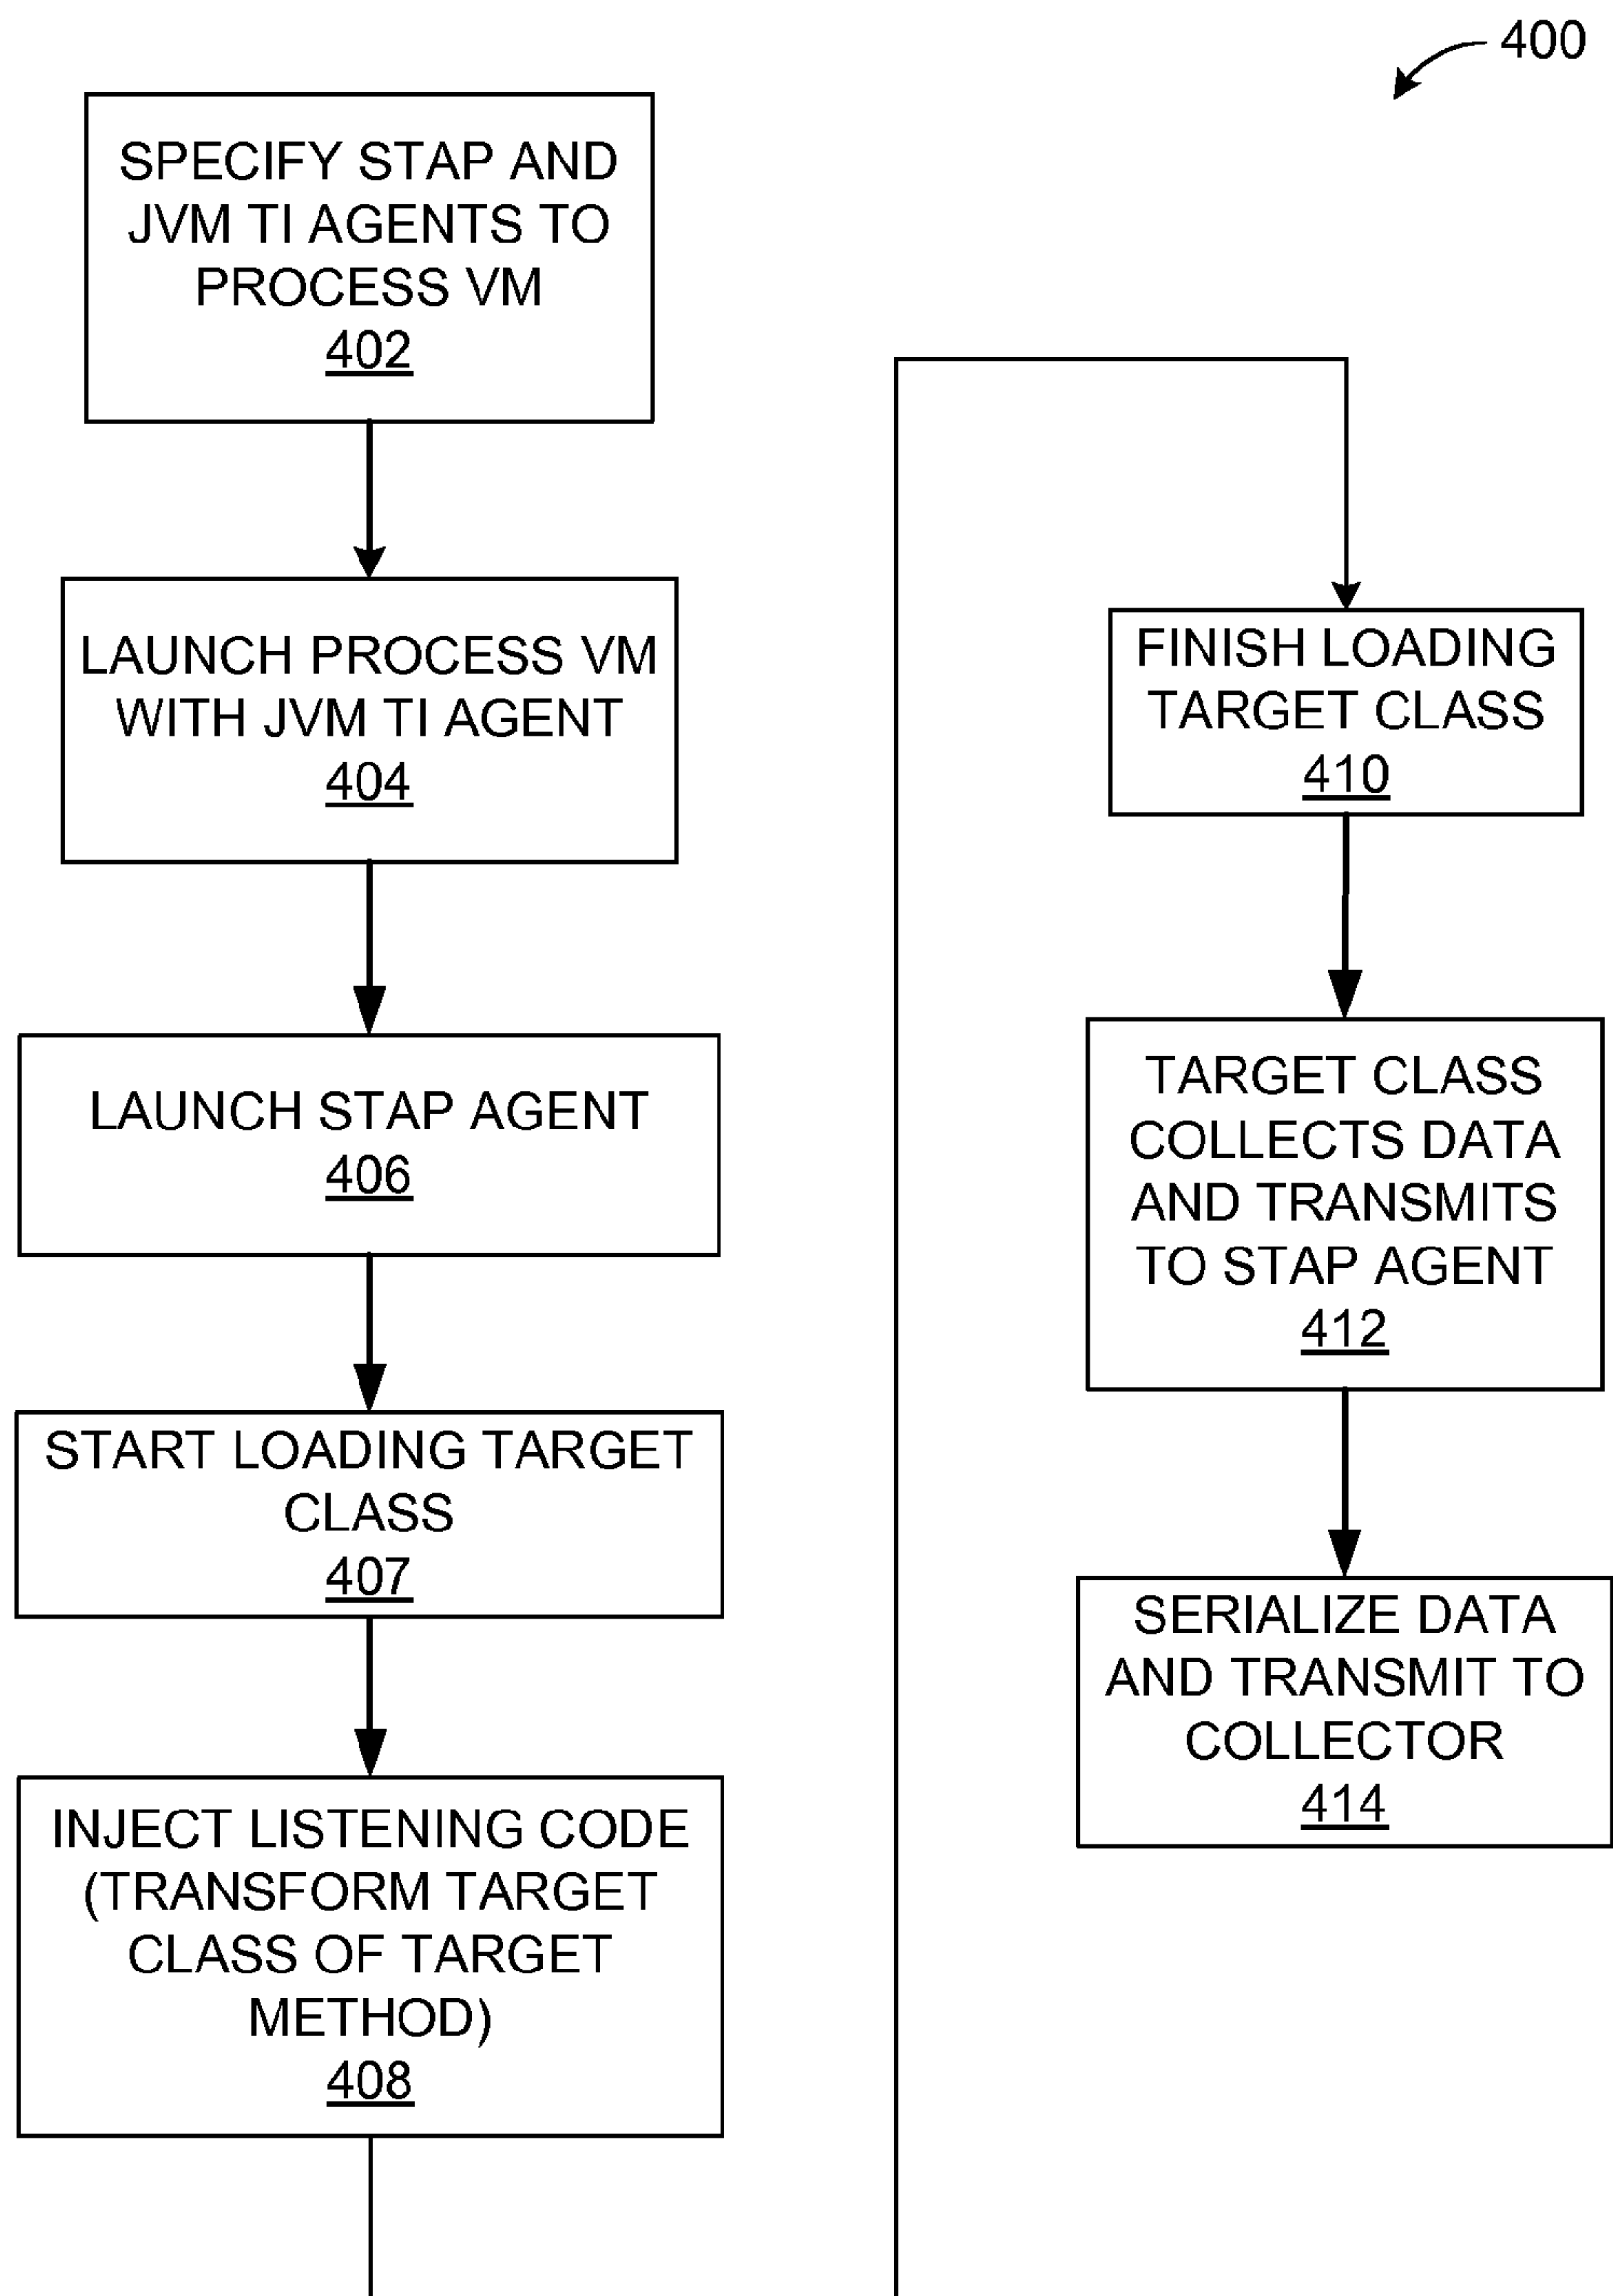 400
SPECIFY STAP AND
JVM TI AGENTS TO
PROCESS VM
402
LAUNCH PROCESS VM
WITH JVM TI AGENT
404
LAUNCH STAP AGENT
406
START LOADING TARGET
CLASS
407
INJECT LISTENING CODE
(TRANSFORM TARGET
CLASS OF TARGET
METHOD)
408
FINISH LOADING
TARGET CLASS
410
TARGET CLASS
COLLECTS DATA
AND TRANSMITS
TO STAP AGENT
412
SERIALIZE DATA
AND TRANSMIT TO
COLLECTOR
414